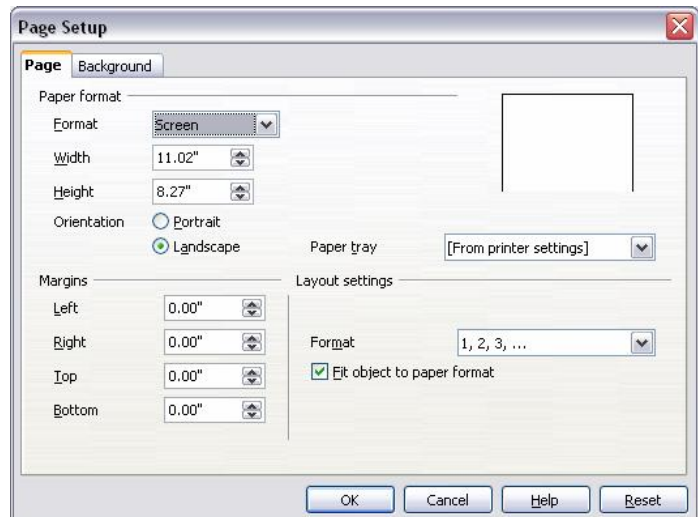 Page Setup
Page Background
Paper format
Format Screen
Width 11.02"
Height 8.27"
Orientation Portrait
Landscape Paper tray [From printer settings]
Margins Layout settings
Left 0.00"
Right 0.00" Format 1, 2, 3, ...
Top 0.00" Fit object to paper format
Bottom 0.00"
OK Cancel Help Reset